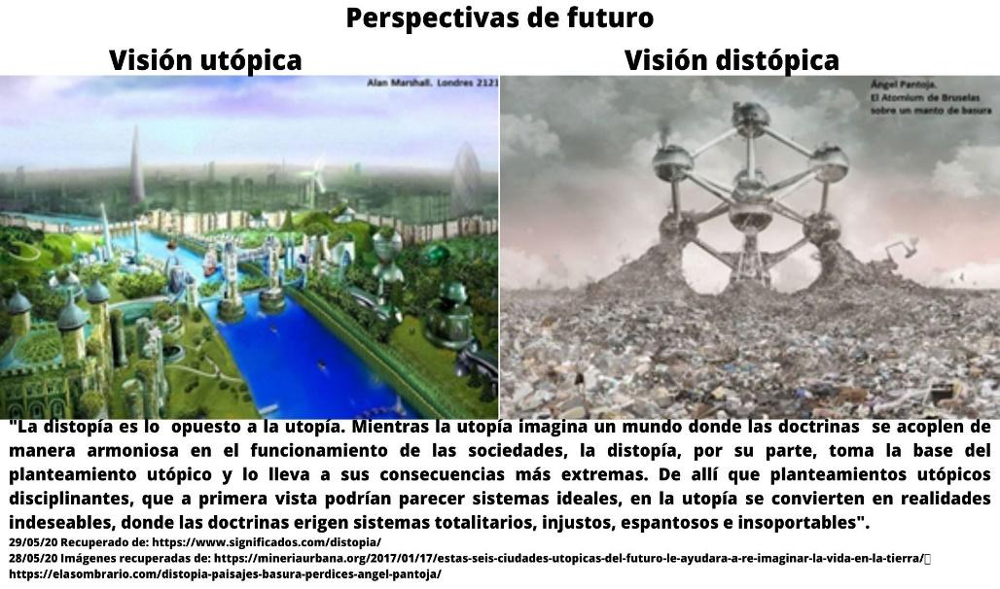 Perspectivas de futuro
Visión utópica
Visión distópica
Alan Marshall. Londres 2121
Ángel Pantoja.
El Atomium de Bruselas
sobre un manto de basura
"La distopía es lo opuesto a la utopía. Mientras la utopía imagina un mundo donde las doctrinas se acoplen de
manera armoniosa en el funcionamiento de las sociedades, la distopía, por su parte, toma la base del
planteamiento utópico y lo lleva a sus consecuencias más extremas. De allí que planteamientos utópicos
disciplinantes, que a primera vista podrían parecer sistemas ideales, en la utopía se convierten en realidades
indeseables, donde las doctrinas erigen sistemas totalitarios, injustos, espantosos e insoportables".
29/05/20 Recuperado de: https://www.significados.com/distopia/
28/05/20 Imágenes recuperadas de: https://mineriaurbana.org/2017/01/17/estas-seis-ciudades-utopicas-del-futuro-le-ayudara-a-re-imaginar-la-vida-en-la-tierra/
https://elasombrario.com/distopia-paisajes-basura-perdices-angel-pantoja/